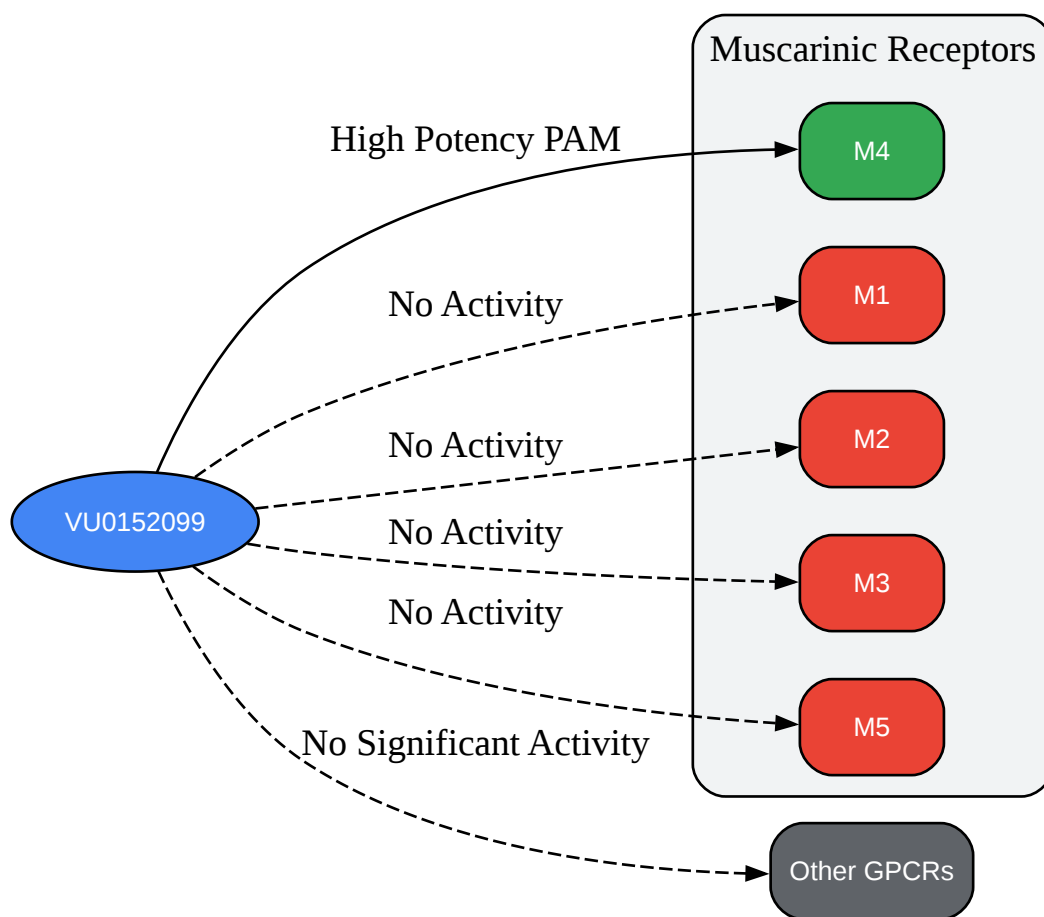 Muscarinic Receptors
High Potency PAM
M4
No Activity
M1
No Activity
M2
VU0152099
No Activity
M3
No Activity
M5
No Significant Activity
Other GPCRs